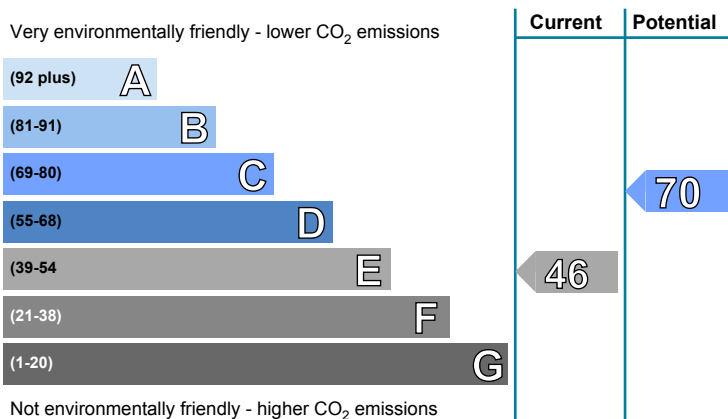 Current Potential
Very environmentally friendly - lower CO2 emissions
(92 plus) A
(81-91) B
(69-80) C
70
(55-68) D
(39-54 E
46
(21-38) F
(1-20) G
Not environmentally friendly - higher CO2 emissions